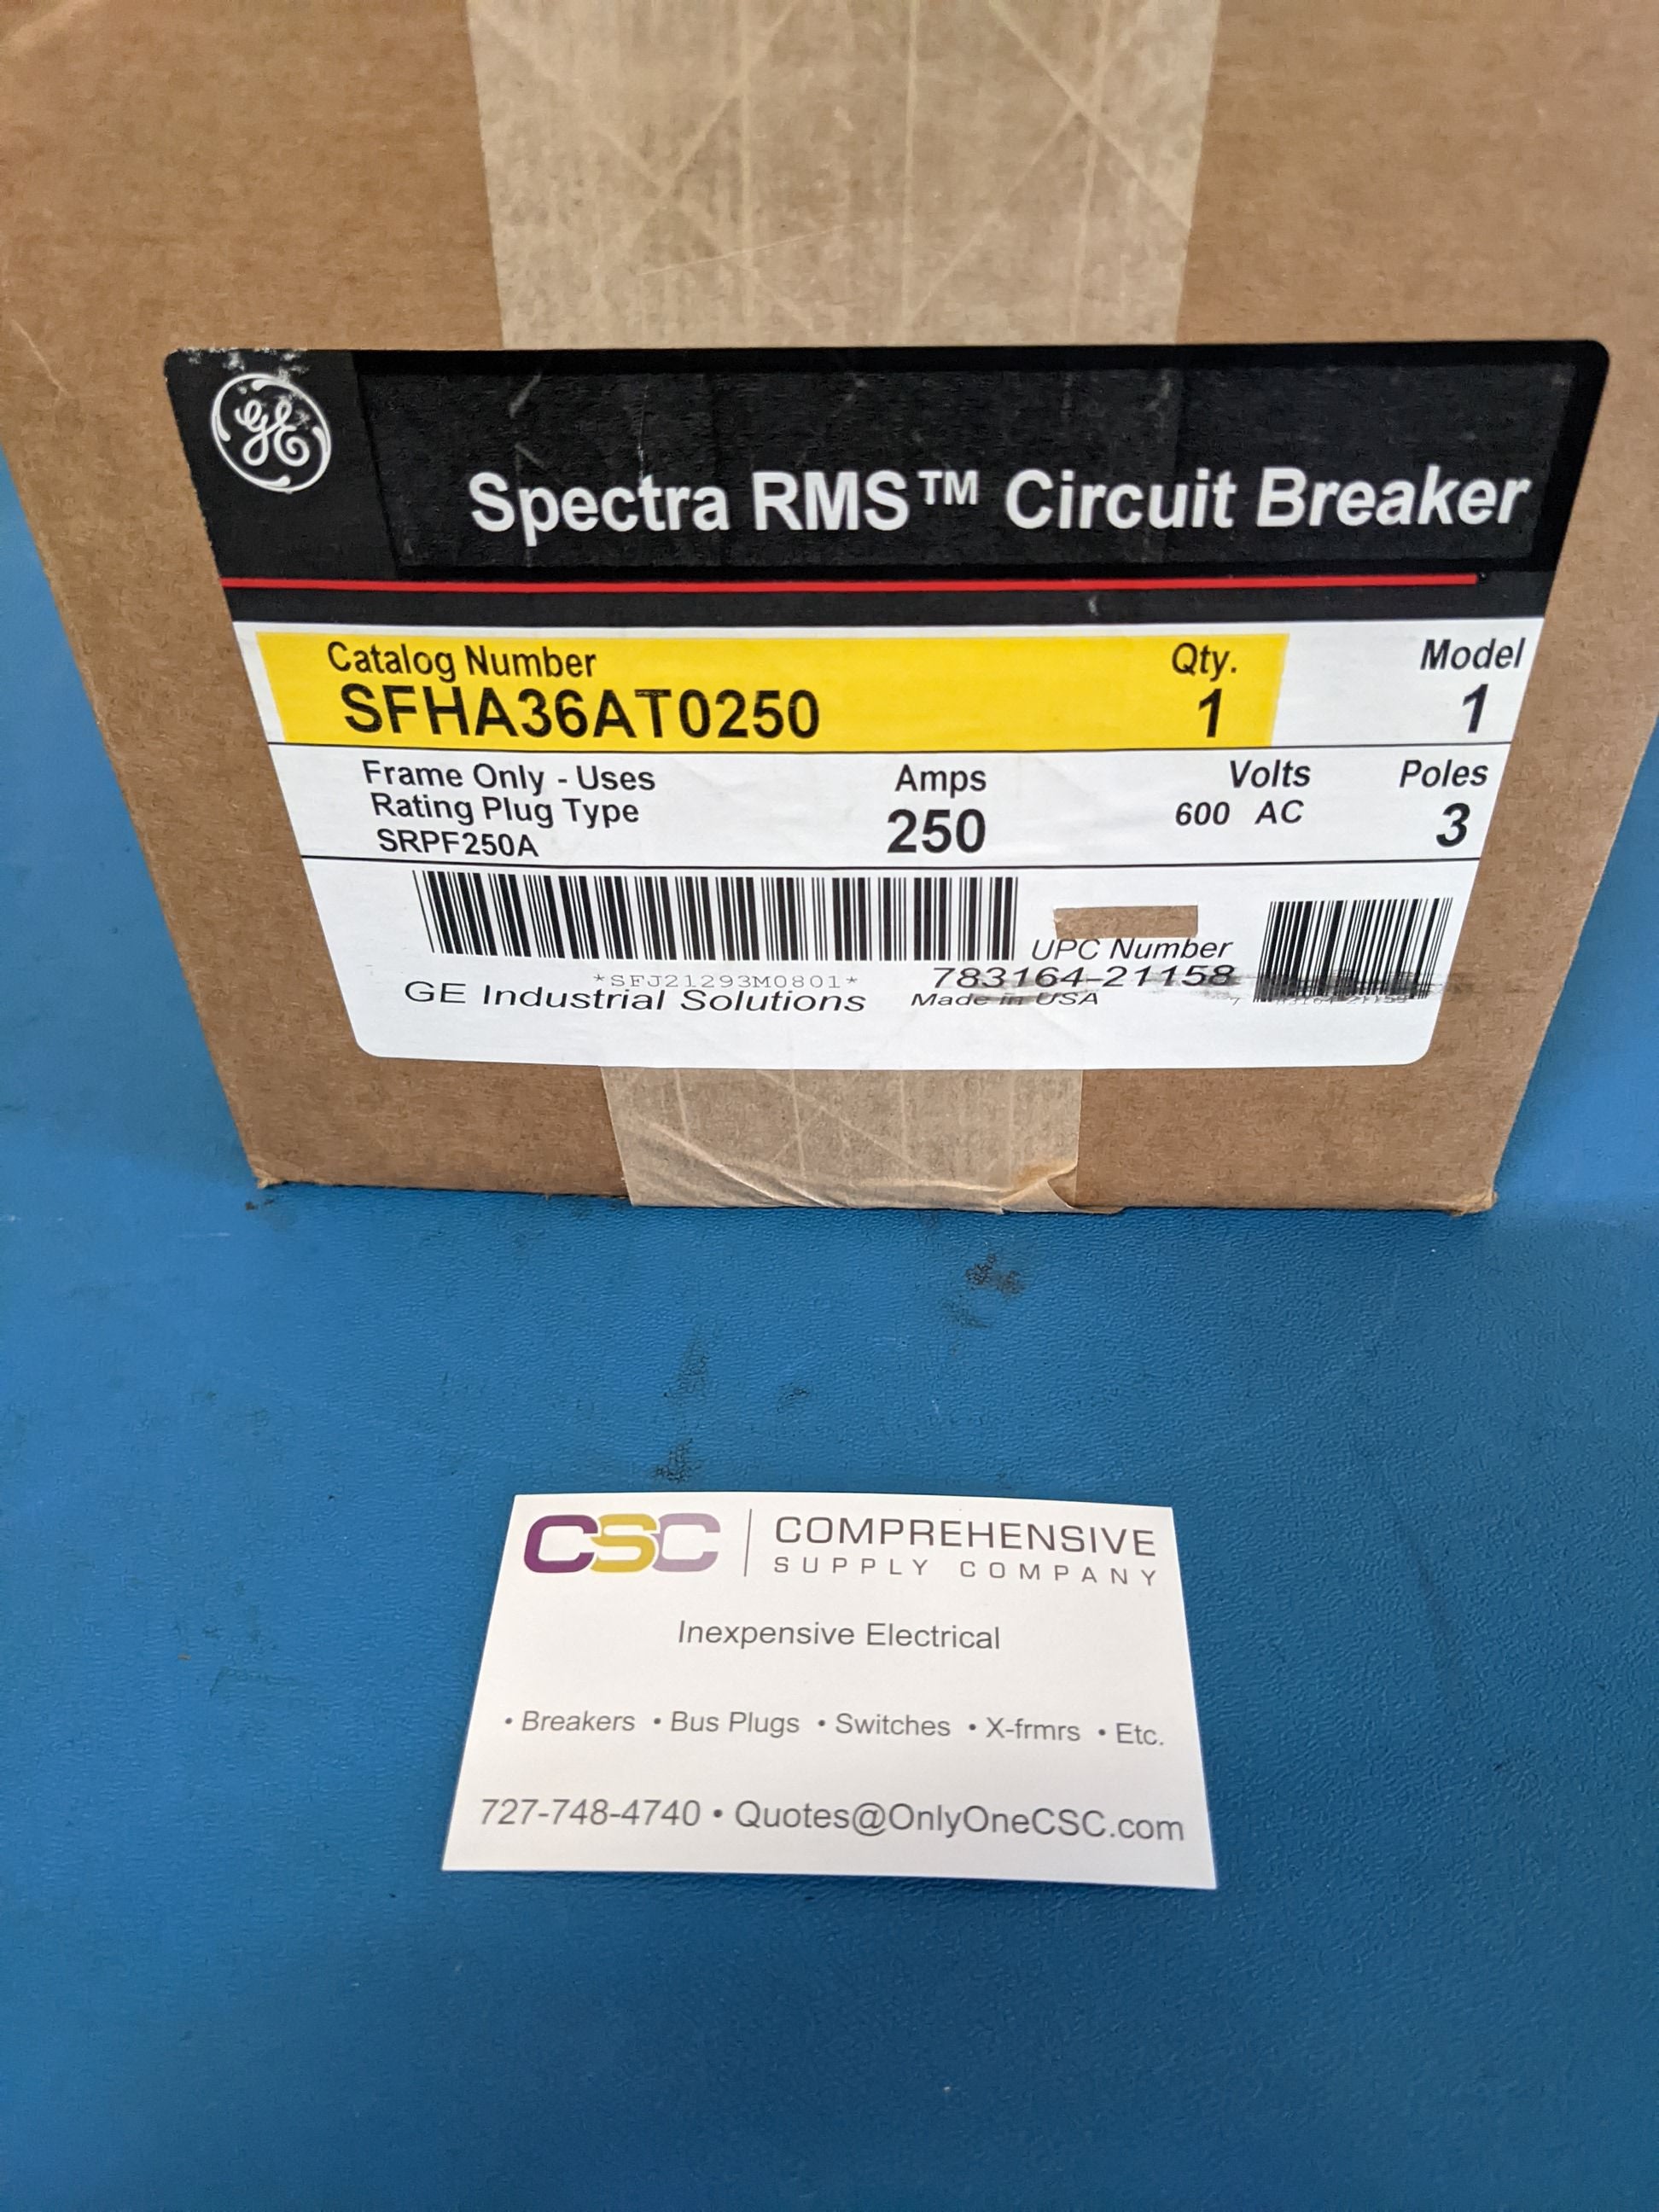 GE
Spectra RMS™ Circuit Breaker
Catalog Number Qty. Model
SFHA36AT0250 1 1
Frame Only - Uses Amps Volts Poles
Rating Plug Type 250 600 AC 3
SRPF250A
UPC Number
*SFJ21293M0801* 783164-21158
GE Industrial Solutions Made in USA
CSC COMPREHENSIVE
SUPPLY COMPANY
Inexpensive Electrical
• Breakers • Bus Plugs • Switches • X-frmrs • Etc.
727-748-4740 • Quotes@OnlyOneCSC.com